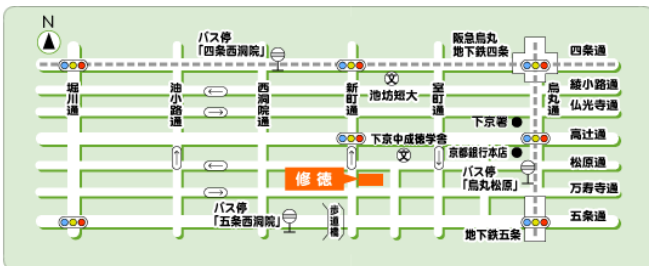 N
バス停
「四条西洞院」
阪急烏丸
地下鉄四条
四条通
堀川通
油小路通
西洞院通
新町通
室町通
烏丸通
池坊短大
綾小路通
仏光寺通
下京署
下京中成徳学舎
高辻通
京都銀行本店
松原通
修徳
バス停
「烏丸松原」
万寿寺通
バス停
「五条西洞院」
歩道橋
五条通
地下鉄五条